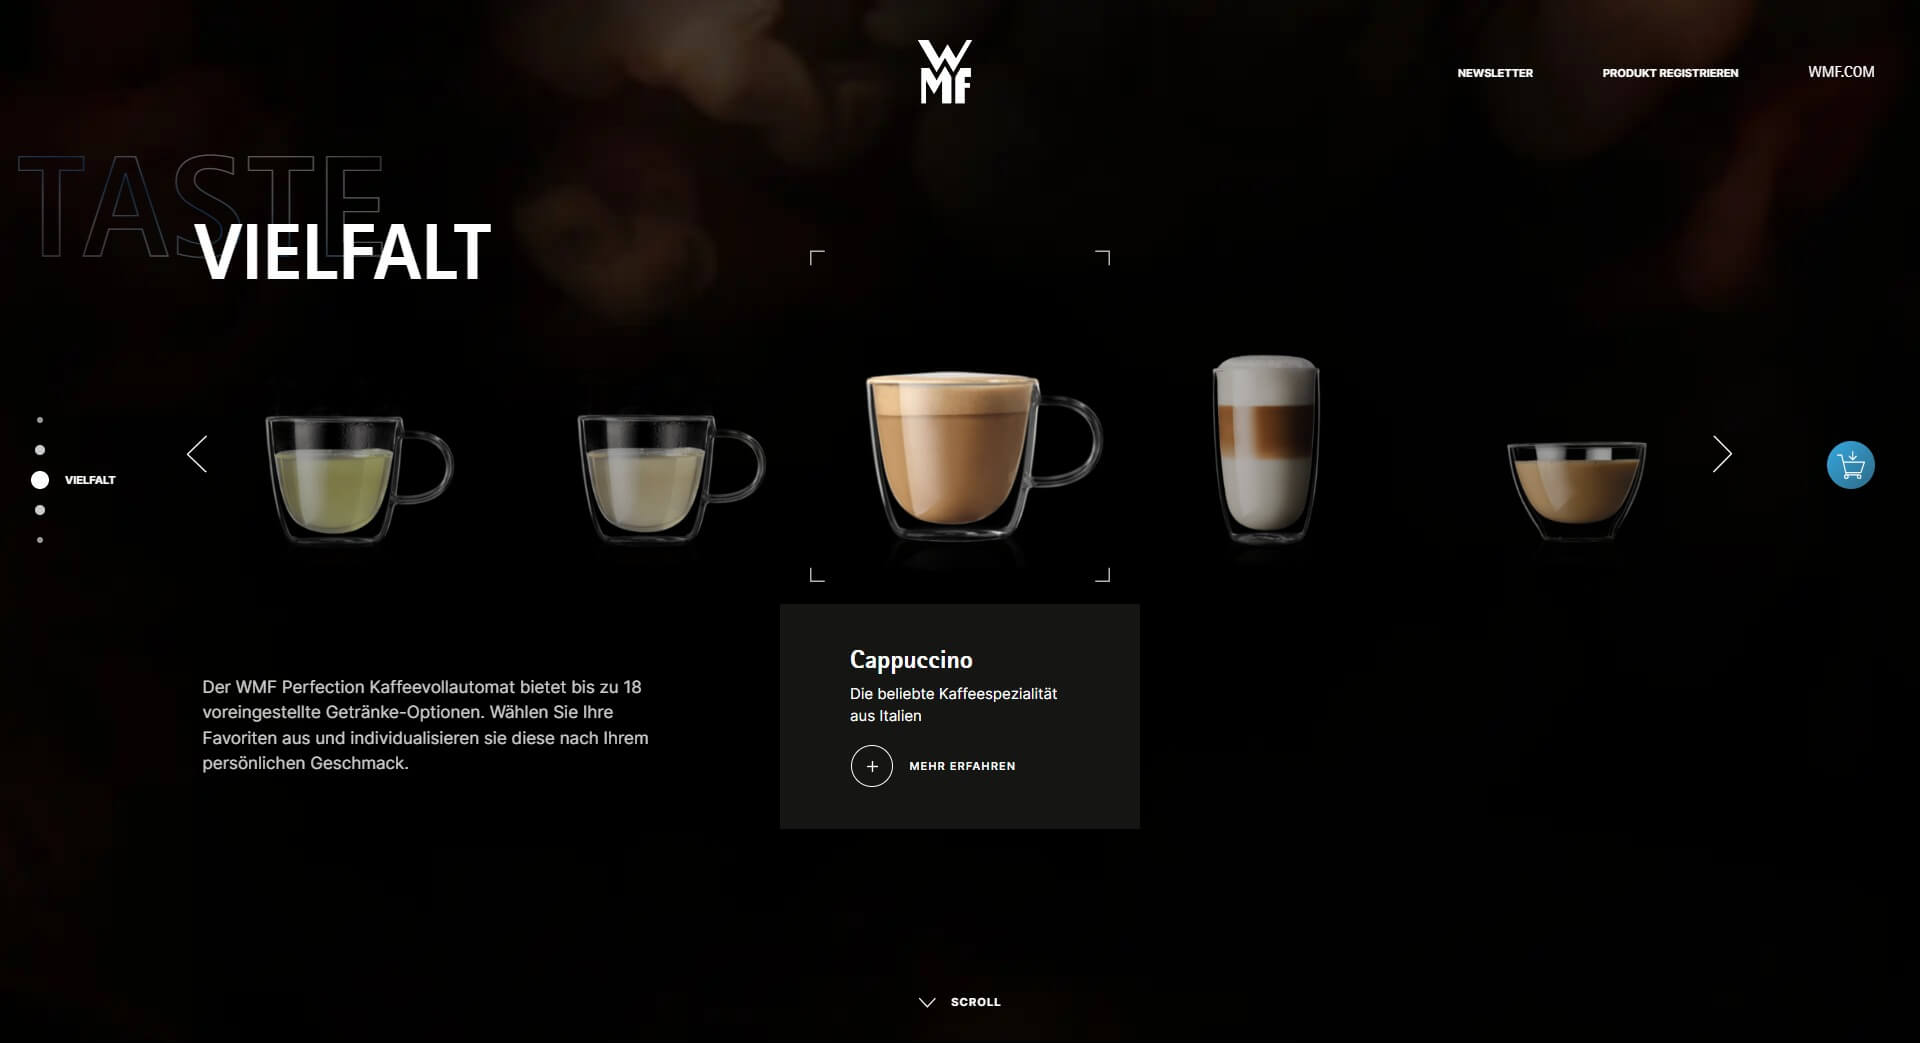 WMF
NEWSLETTER
PRODUKT REGISTRIEREN
WMF.COM
TASTE
VIELFALT
VIELFALT
Cappuccino
Die beliebte Kaffeespezialität
aus Italien
MEHR ERFAHREN
Der WMF Perfection Kaffeevollautomat bietet bis zu 18
voreingestellte Getränke-Optionen. Wählen Sie Ihre
Favoriten aus und individualisieren sie diese nach Ihrem
persönlichen Geschmack.
SCROLL